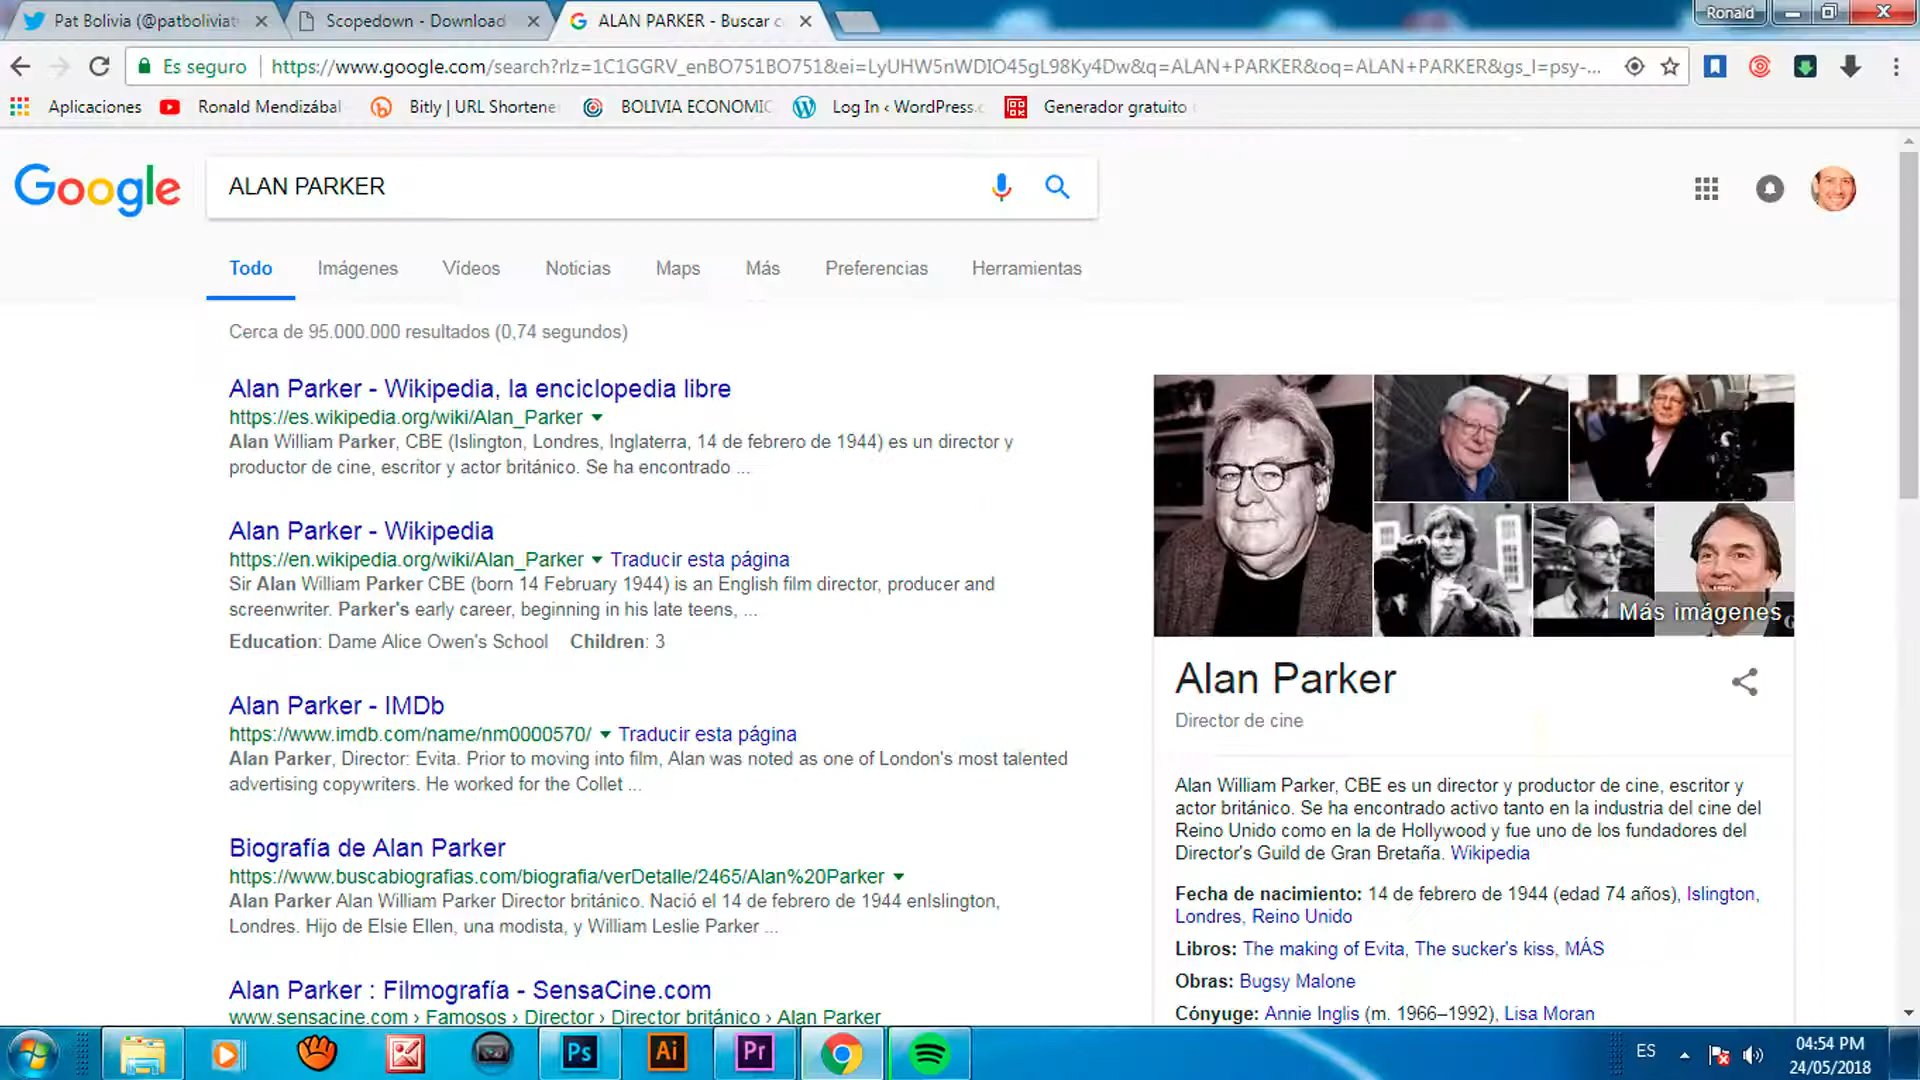 Pat Bolivia (@patboliviat
Scopedown - Download
ALAN PARKER - Buscar c
Ronald
Es seguro
https://www.google.com/search?rlz=1C1GGRV_enBO751BO751&ei=LyUHW5nWDIO45gL98Ky4Dw&q=ALAN+PARKER&oq=ALAN+PARKER&gs_l=psy-...
Aplicaciones
Ronald Mendizábal
Bitly | URL Shortene
BOLIVIA ECONOMIC
Log In ‹ WordPress.c
Generador gratuito
Google
ALAN PARKER
Todo
Imágenes
Vídeos
Noticias
Maps
Más
Preferencias
Herramientas
Cerca de 95.000.000 resultados (0,74 segundos)
Alan Parker - Wikipedia, la enciclopedia libre
https://es.wikipedia.org/wiki/Alan_Parker
Alan William Parker, CBE (Islington, Londres, Inglaterra, 14 de febrero de 1944) es un director y
productor de cine, escritor y actor británico. Se ha encontrado ...
Alan Parker - Wikipedia
https://en.wikipedia.org/wiki/Alan_Parker Traducir esta página
Sir Alan William Parker CBE (born 14 February 1944) is an English film director, producer and
screenwriter. Parker's early career, beginning in his late teens, ...
Education: Dame Alice Owen's School Children: 3
Alan Parker - IMDb
https://www.imdb.com/name/nm0000570/ Traducir esta página
Alan Parker, Director: Evita. Prior to moving into film, Alan was noted as one of London's most talented
advertising copywriters. He worked for the Collet ...
Biografía de Alan Parker
https://www.buscabiografias.com/biografia/verDetalle/2465/Alan%20Parker
Alan Parker Alan William Parker Director británico. Nació el 14 de febrero de 1944 enIslington,
Londres. Hijo de Elsie Ellen, una modista, y William Leslie Parker ...
Alan Parker : Filmografía - SensaCine.com
www.sensacine.com › Famosos › Director › Director británico › Alan Parker
Más imágenes
Alan Parker
Director de cine
Alan William Parker, CBE es un director y productor de cine, escritor y
actor británico. Se ha encontrado activo tanto en la industria del cine del
Reino Unido como en la de Hollywood y fue uno de los fundadores del
Director's Guild de Gran Bretaña. Wikipedia
Fecha de nacimiento: 14 de febrero de 1944 (edad 74 años), Islington,
Londres, Reino Unido
Libros: The making of Evita, The sucker's kiss, MÁS
Obras: Bugsy Malone
Cónyuge: Annie Inglis (m. 1966–1992), Lisa Moran
Ps
Ai
Pr
ES
04:54 PM
24/05/2018